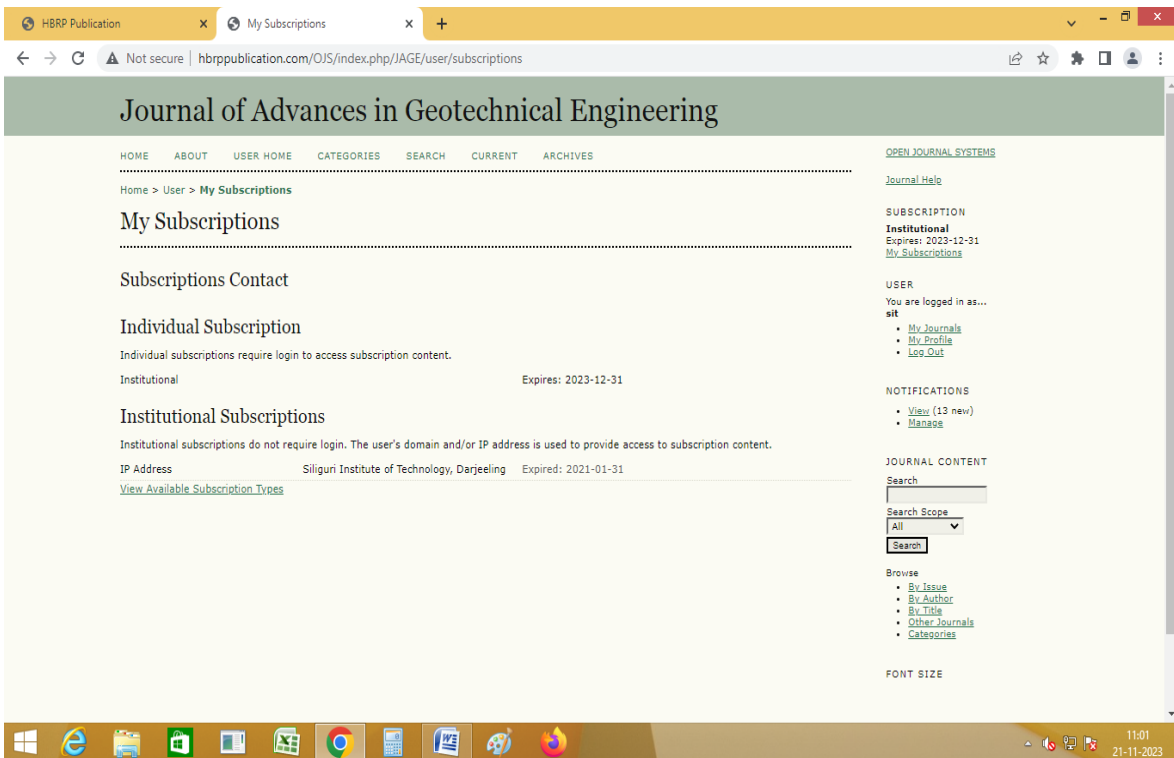 HBRP Publication
My Subscriptions
Not secure | hbrppublication.com/OJS/index.php/JAGE/user/subscriptions
Journal of Advances in Geotechnical Engineering
HOME ABOUT USER HOME CATEGORIES SEARCH CURRENT ARCHIVES
Home > User > My Subscriptions
My Subscriptions
Subscriptions Contact
Individual Subscription
Individual subscriptions require login to access subscription content.
Institutional Expires: 2023-12-31
Institutional Subscriptions
Institutional subscriptions do not require login. The user's domain and/or IP address is used to provide access to subscription content.
IP Address Siliguri Institute of Technology, Darjeeling Expired: 2021-01-31
View Available Subscription Types
OPEN JOURNAL SYSTEMS
Journal Help
SUBSCRIPTION
Institutional
Expires: 2023-12-31
My Subscriptions
USER
You are logged in as...
sit
My Journals
My Profile
Log Out
NOTIFICATIONS
View (13 new)
Manage
JOURNAL CONTENT
Search
Search Scope
All
Search
Browse
By Issue
By Author
By Title
Other Journals
Categories
FONT SIZE
11:01
21-11-2023